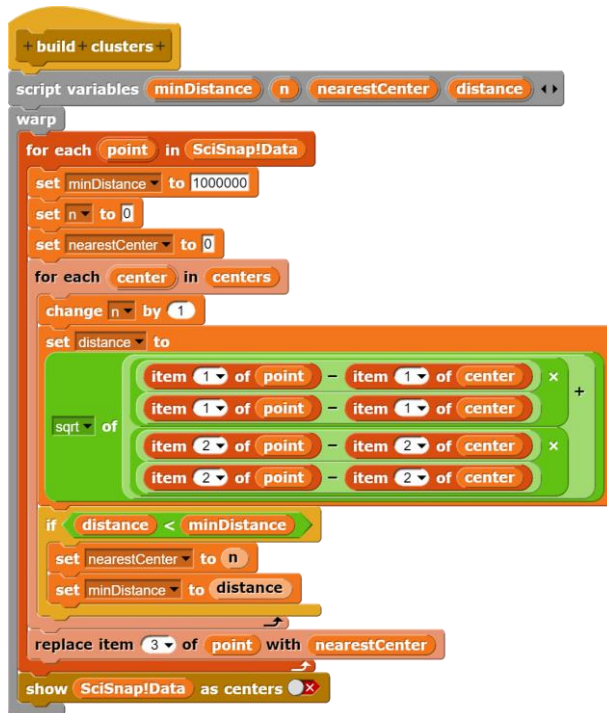 + build + clusters +
script variables minDistance n nearestCenter distance
warp
for each point in SciSnap!Data
set minDistance to 1000000
set n to 0
set nearestCenter to 0
for each center in centers
change n by 1
set distance to
item 1 of point − item 1 of center ×
+
item 1 of point − item 1 of center
sqrt of
item 2 of point − item 2 of center ×
item 2 of point − item 2 of center
if distance < minDistance
set nearestCenter to n
set minDistance to distance
replace item 3 of point with nearestCenter
show SciSnap!Data as centers